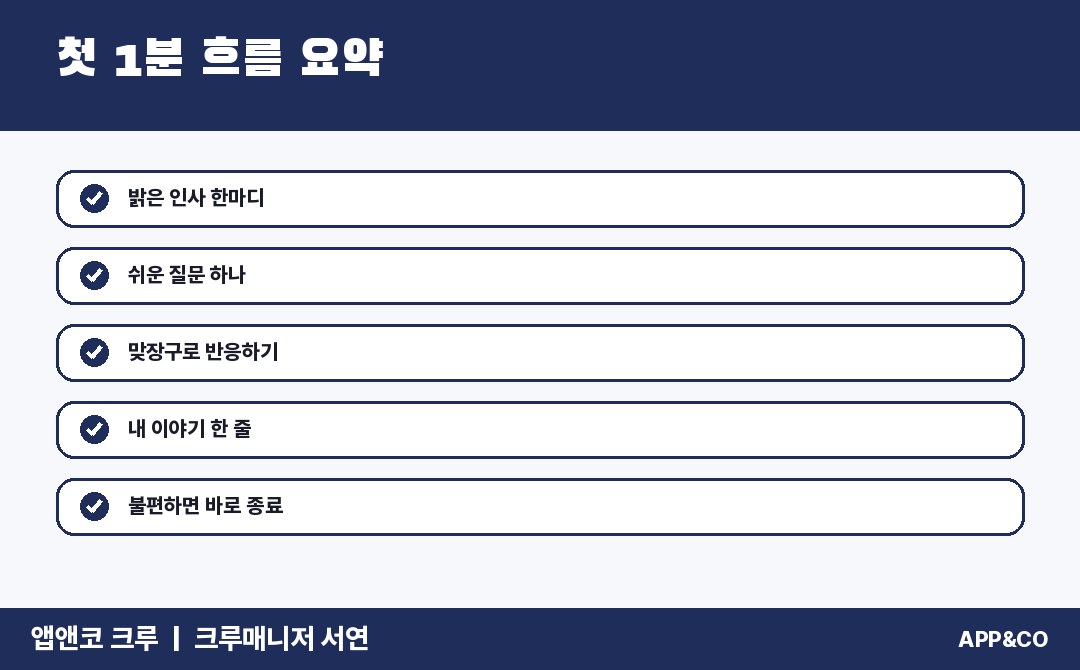 첫 1분 흐름 요약
밝은 인사 한마디
쉬운 질문 하나
맞장구로 반응하기
내 이야기 한 줄
불편하면 바로 종료
앱앤코 크루 | 크루매니저 서연
APP&CO